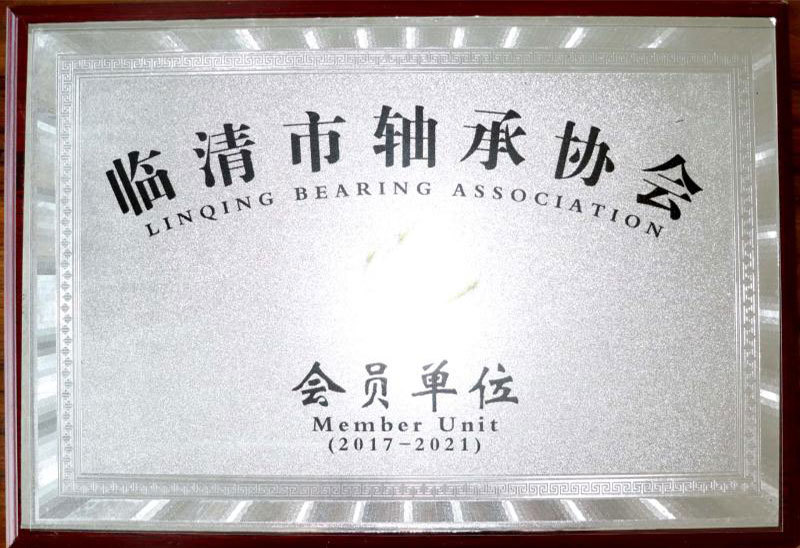 临清市轴承协会
LINQING BEARING ASSOCIATION
会员单位
Member Unit
(2017-2021)